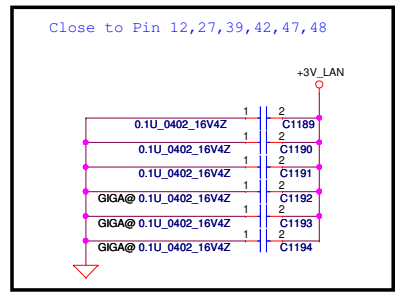 Close to Pin 12,27,39,42,47,48
+3V_LAN
1 2
0.1U_0402_16V4Z C1189
1 2
0.1U_0402_16V4Z C1190
1 2
0.1U_0402_16V4Z C1191
1 2
GIGA@ 0.1U_0402_16V4Z C1192
1 2
GIGA@ 0.1U_0402_16V4Z C1193
1 2
GIGA@ 0.1U_0402_16V4Z C1194